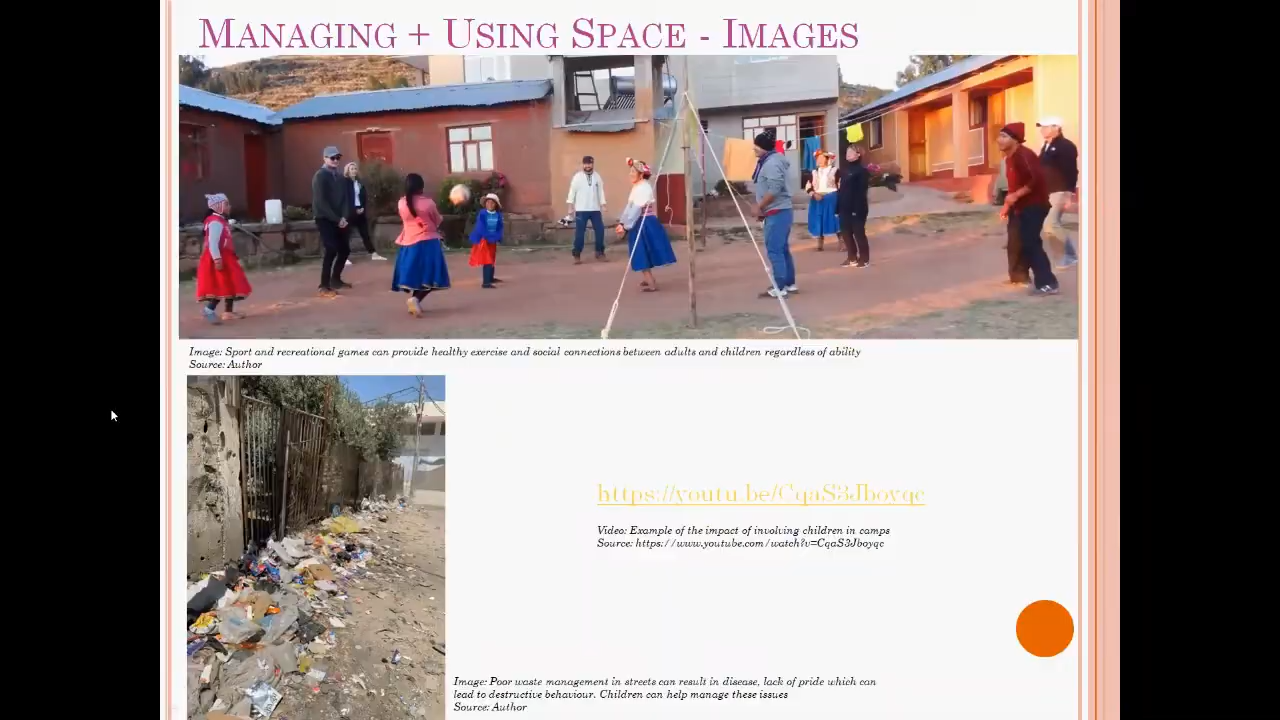 Managing + Using Space - Images
Image: Sport and recreational games can provide healthy exercise and social connections between adults and children regardless of ability
Source: Author
https://youtu.be/CqaS3Jboyqc
Video: Example of the impact of involving children in camps
Source: https://www.youtube.com/watch?v=CqaS3Jboyqc
Image: Poor waste management in streets can result in disease, lack of pride which can
lead to destructive behaviour. Children can help manage these issues
Source: Author